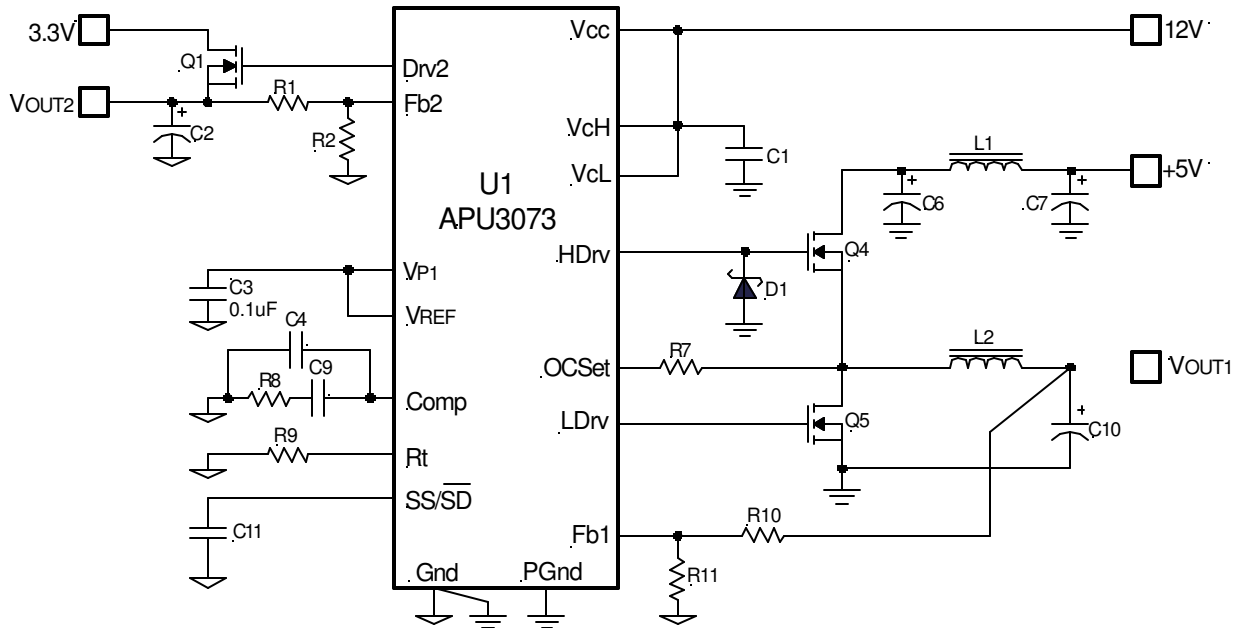 3.3V
Q1
VOUT2
C2
R1
R2
Drv2
Fb2
U1
APU3073
Vcc
VcH
VcL
12V
C1
L1
C6
C7
+5V
HDrv
D1
Q4
VP1
VREF
C3
0.1uF
C4
R8
C9
Comp
R9
Rt
SS/SD
C11
OCSet
R7
L2
VOUT1
LDrv
Q5
C10
Fb1
R10
R11
Gnd
PGnd
+
+
+
+